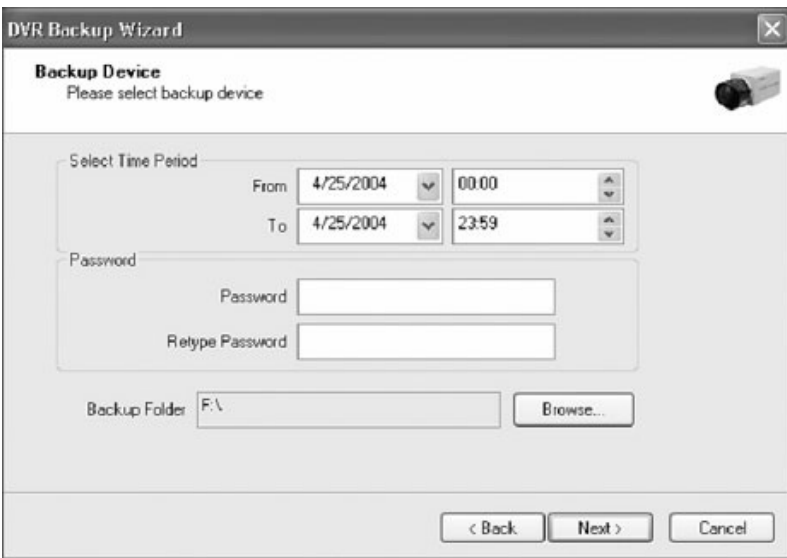 DVR Backup Wizard
Backup Device
Please select backup device
Select Time Period
From 4/25/2004 00:00
To 4/25/2004 23:59
Password
Password
Retype Password
Backup Folder F:\ Browse...
< Back Next > Cancel